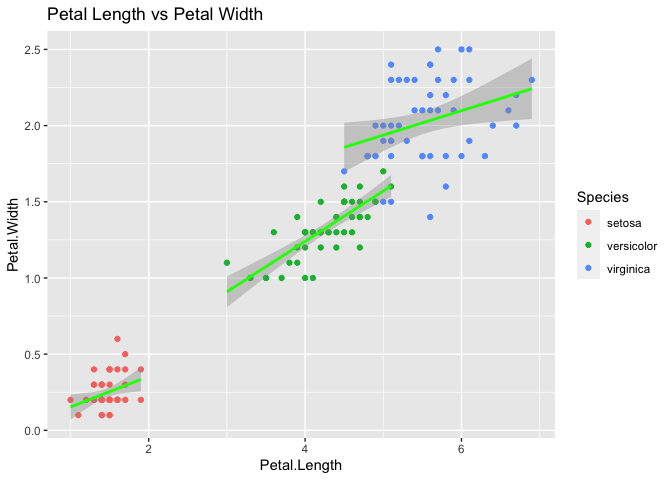 Petal Length vs Petal Width
2.5
2.0
1.5
1.0
0.5
0.0
Petal.Width
2
4
6
Petal.Length
Species
setosa
versicolor
virginica